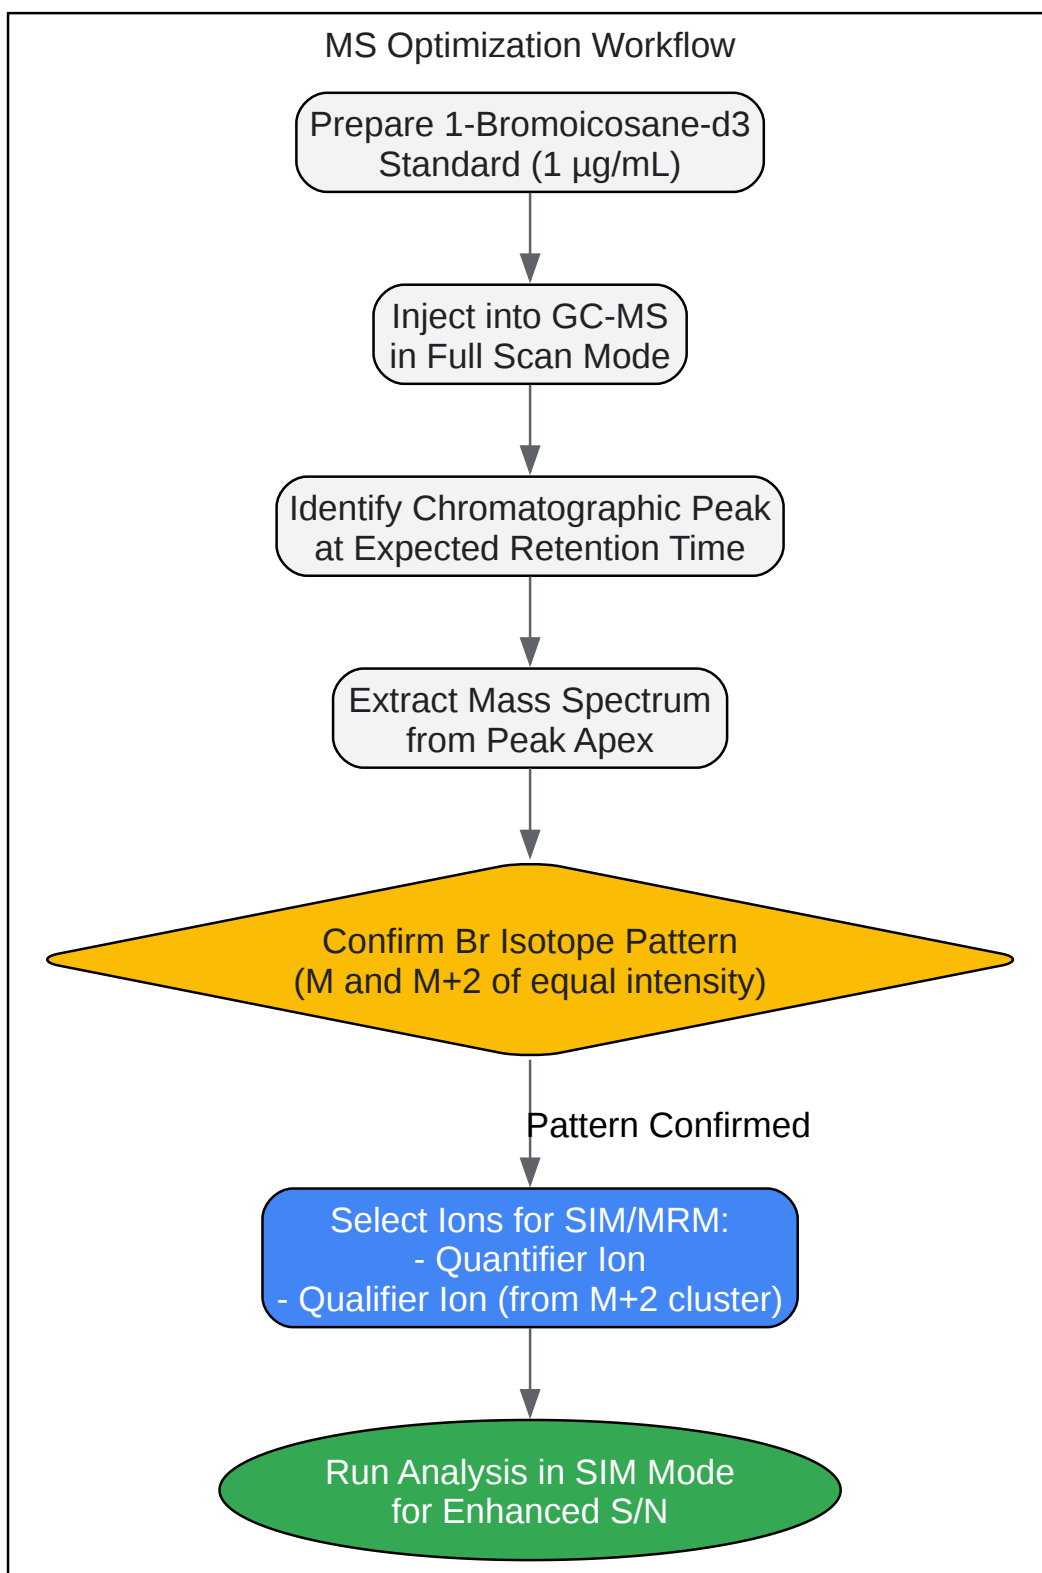 MS Optimization Workflow
Prepare 1-Bromoicosane-d3
Standard (1 µg/mL)
Inject into GC-MS
in Full Scan Mode
Identify Chromatographic Peak
at Expected Retention Time
Extract Mass Spectrum
from Peak Apex
Confirm Br Isotope Pattern
(M and M+2 of equal intensity)
Pattern Confirmed
Select Ions for SIM/MRM:
- Quantifier Ion
- Qualifier Ion (from M+2 cluster)
Run Analysis in SIM Mode
for Enhanced S/N